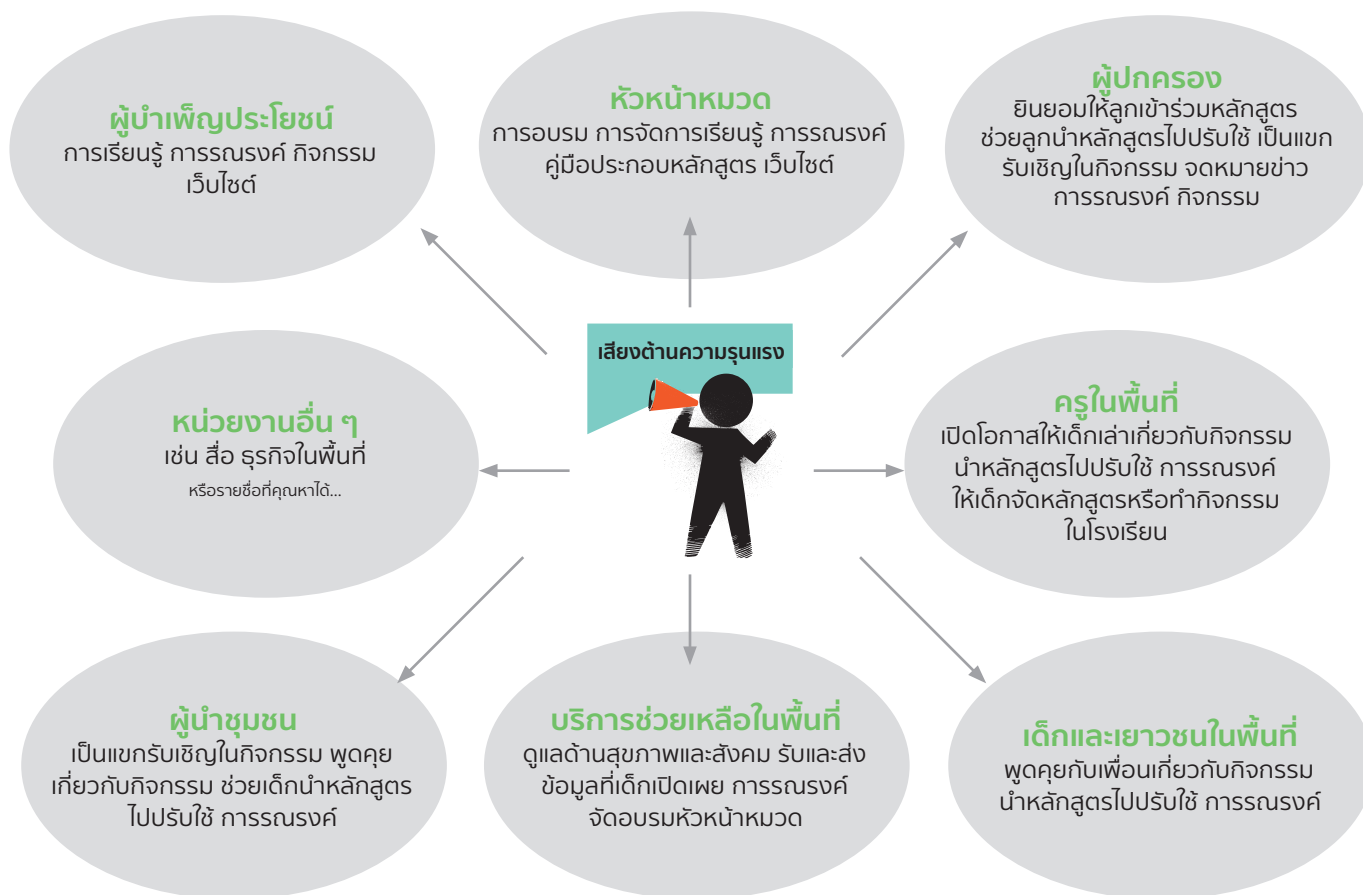 ผู้บำเพ็ญประโยชน์
การเรียนรู้ การรณรงค์ กิจกรรม
เว็บไซต์
หัวหน้าหมวด
การอบรม การจัดการเรียนรู้ การรณรงค์
คู่มือประกอบหลักสูตร เว็บไซต์
ผู้ปกครอง
ยินยอมให้ลูกเข้าร่วมหลักสูตร
ช่วยลูกนำหลักสูตรไปปรับใช้ เป็นแขก
รับเชิญในกิจกรรม จดหมายข่าว
การรณรงค์ กิจกรรม
หน่วยงานอื่น ๆ
เช่น สื่อ ธุรกิจในพื้นที่
หรือรายชื่อที่คุณหาได้...
เสียงต้านความรุนแรง
ครูในพื้นที่
เปิดโอกาสให้เด็กเล่าเกี่ยวกับกิจกรรม
นำหลักสูตรไปปรับใช้ การรณรงค์
ให้เด็กจัดหลักสูตรหรือทำกิจกรรม
ในโรงเรียน
ผู้นำชุมชน
เป็นแขกรับเชิญในกิจกรรม พูดคุย
เกี่ยวกับกิจกรรม ช่วยเด็กนำหลักสูตร
ไปปรับใช้ การรณรงค์
บริการช่วยเหลือในพื้นที่
ดูแลด้านสุขภาพและสังคม รับและส่ง
ข้อมูลที่เด็กเปิดเผย การรณรงค์
จัดอบรมหัวหน้าหมวด
เด็กและเยาวชนในพื้นที่
พูดคุยกับเพื่อนเกี่ยวกับกิจกรรม
นำหลักสูตรไปปรับใช้ การรณรงค์